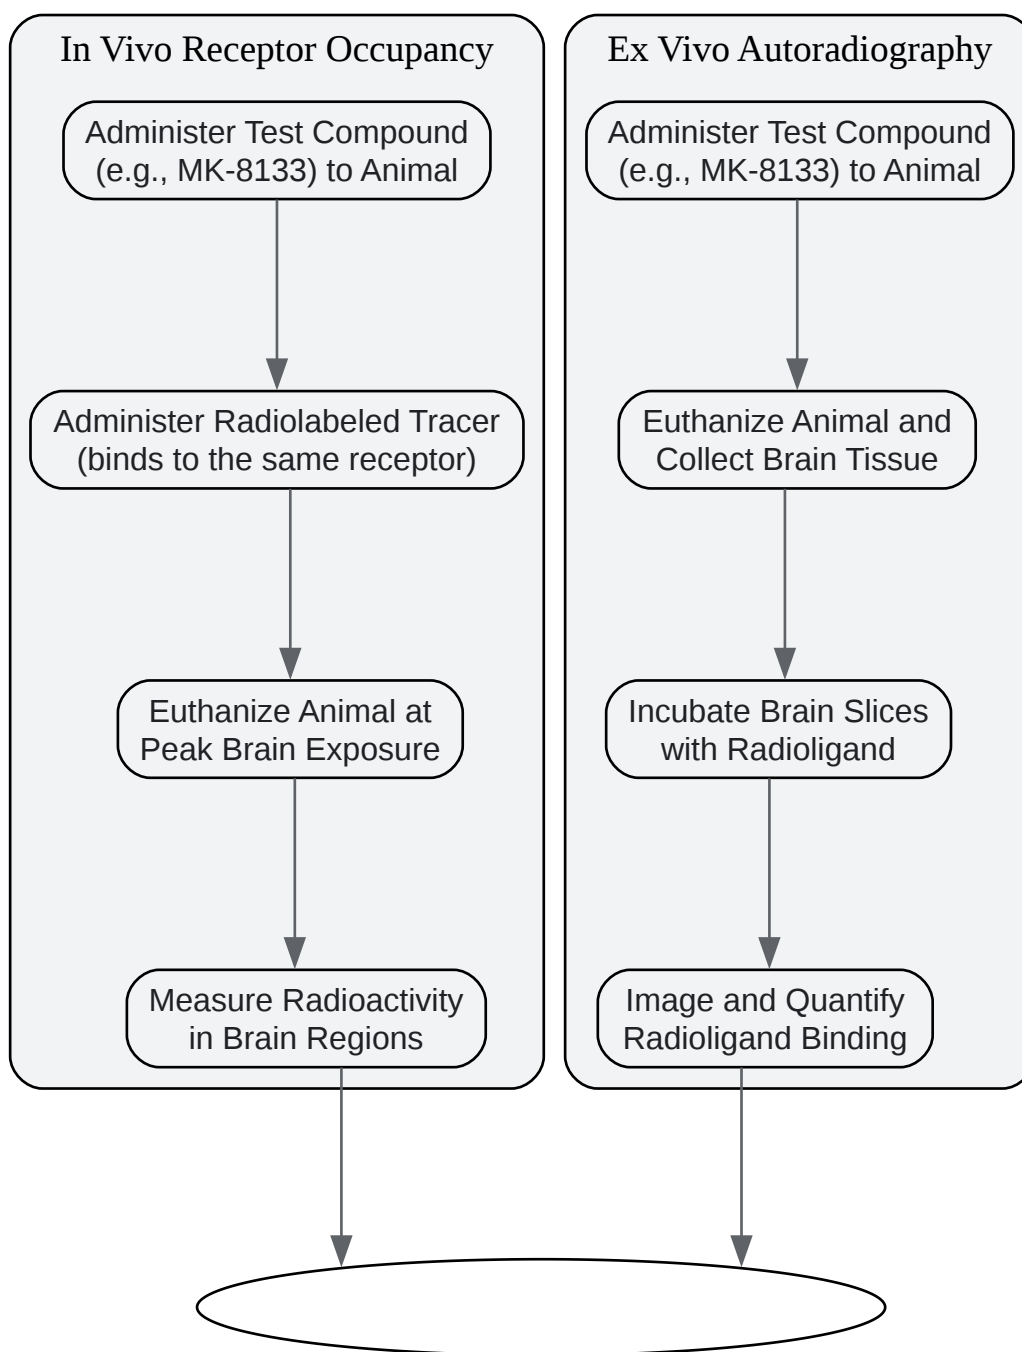 In Vivo Receptor Occupancy
Administer Test Compound
(e.g., MK-8133) to Animal
Administer Radiolabeled Tracer
(binds to the same receptor)
Euthanize Animal at
Peak Brain Exposure
Measure Radioactivity
in Brain Regions
Ex Vivo Autoradiography
Administer Test Compound
(e.g., MK-8133) to Animal
Euthanize Animal and
Collect Brain Tissue
Incubate Brain Slices
with Radioligand
Image and Quantify
Radioligand Binding